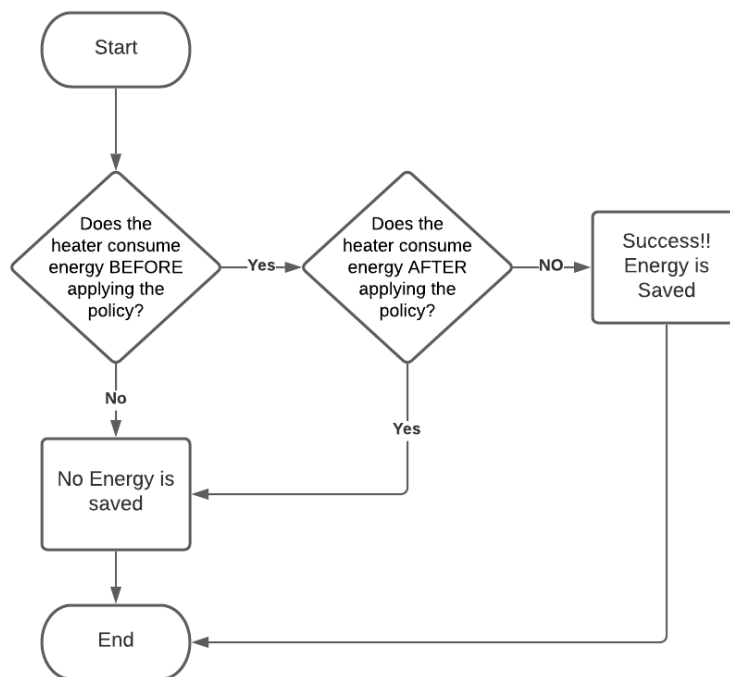 Start
Does the
heater consume
energy BEFORE
applying the
policy?
Yes
Does the
heater consume
energy AFTER
applying the
policy?
NO
Success!!
Energy is
Saved
No
Yes
No Energy is
saved
End